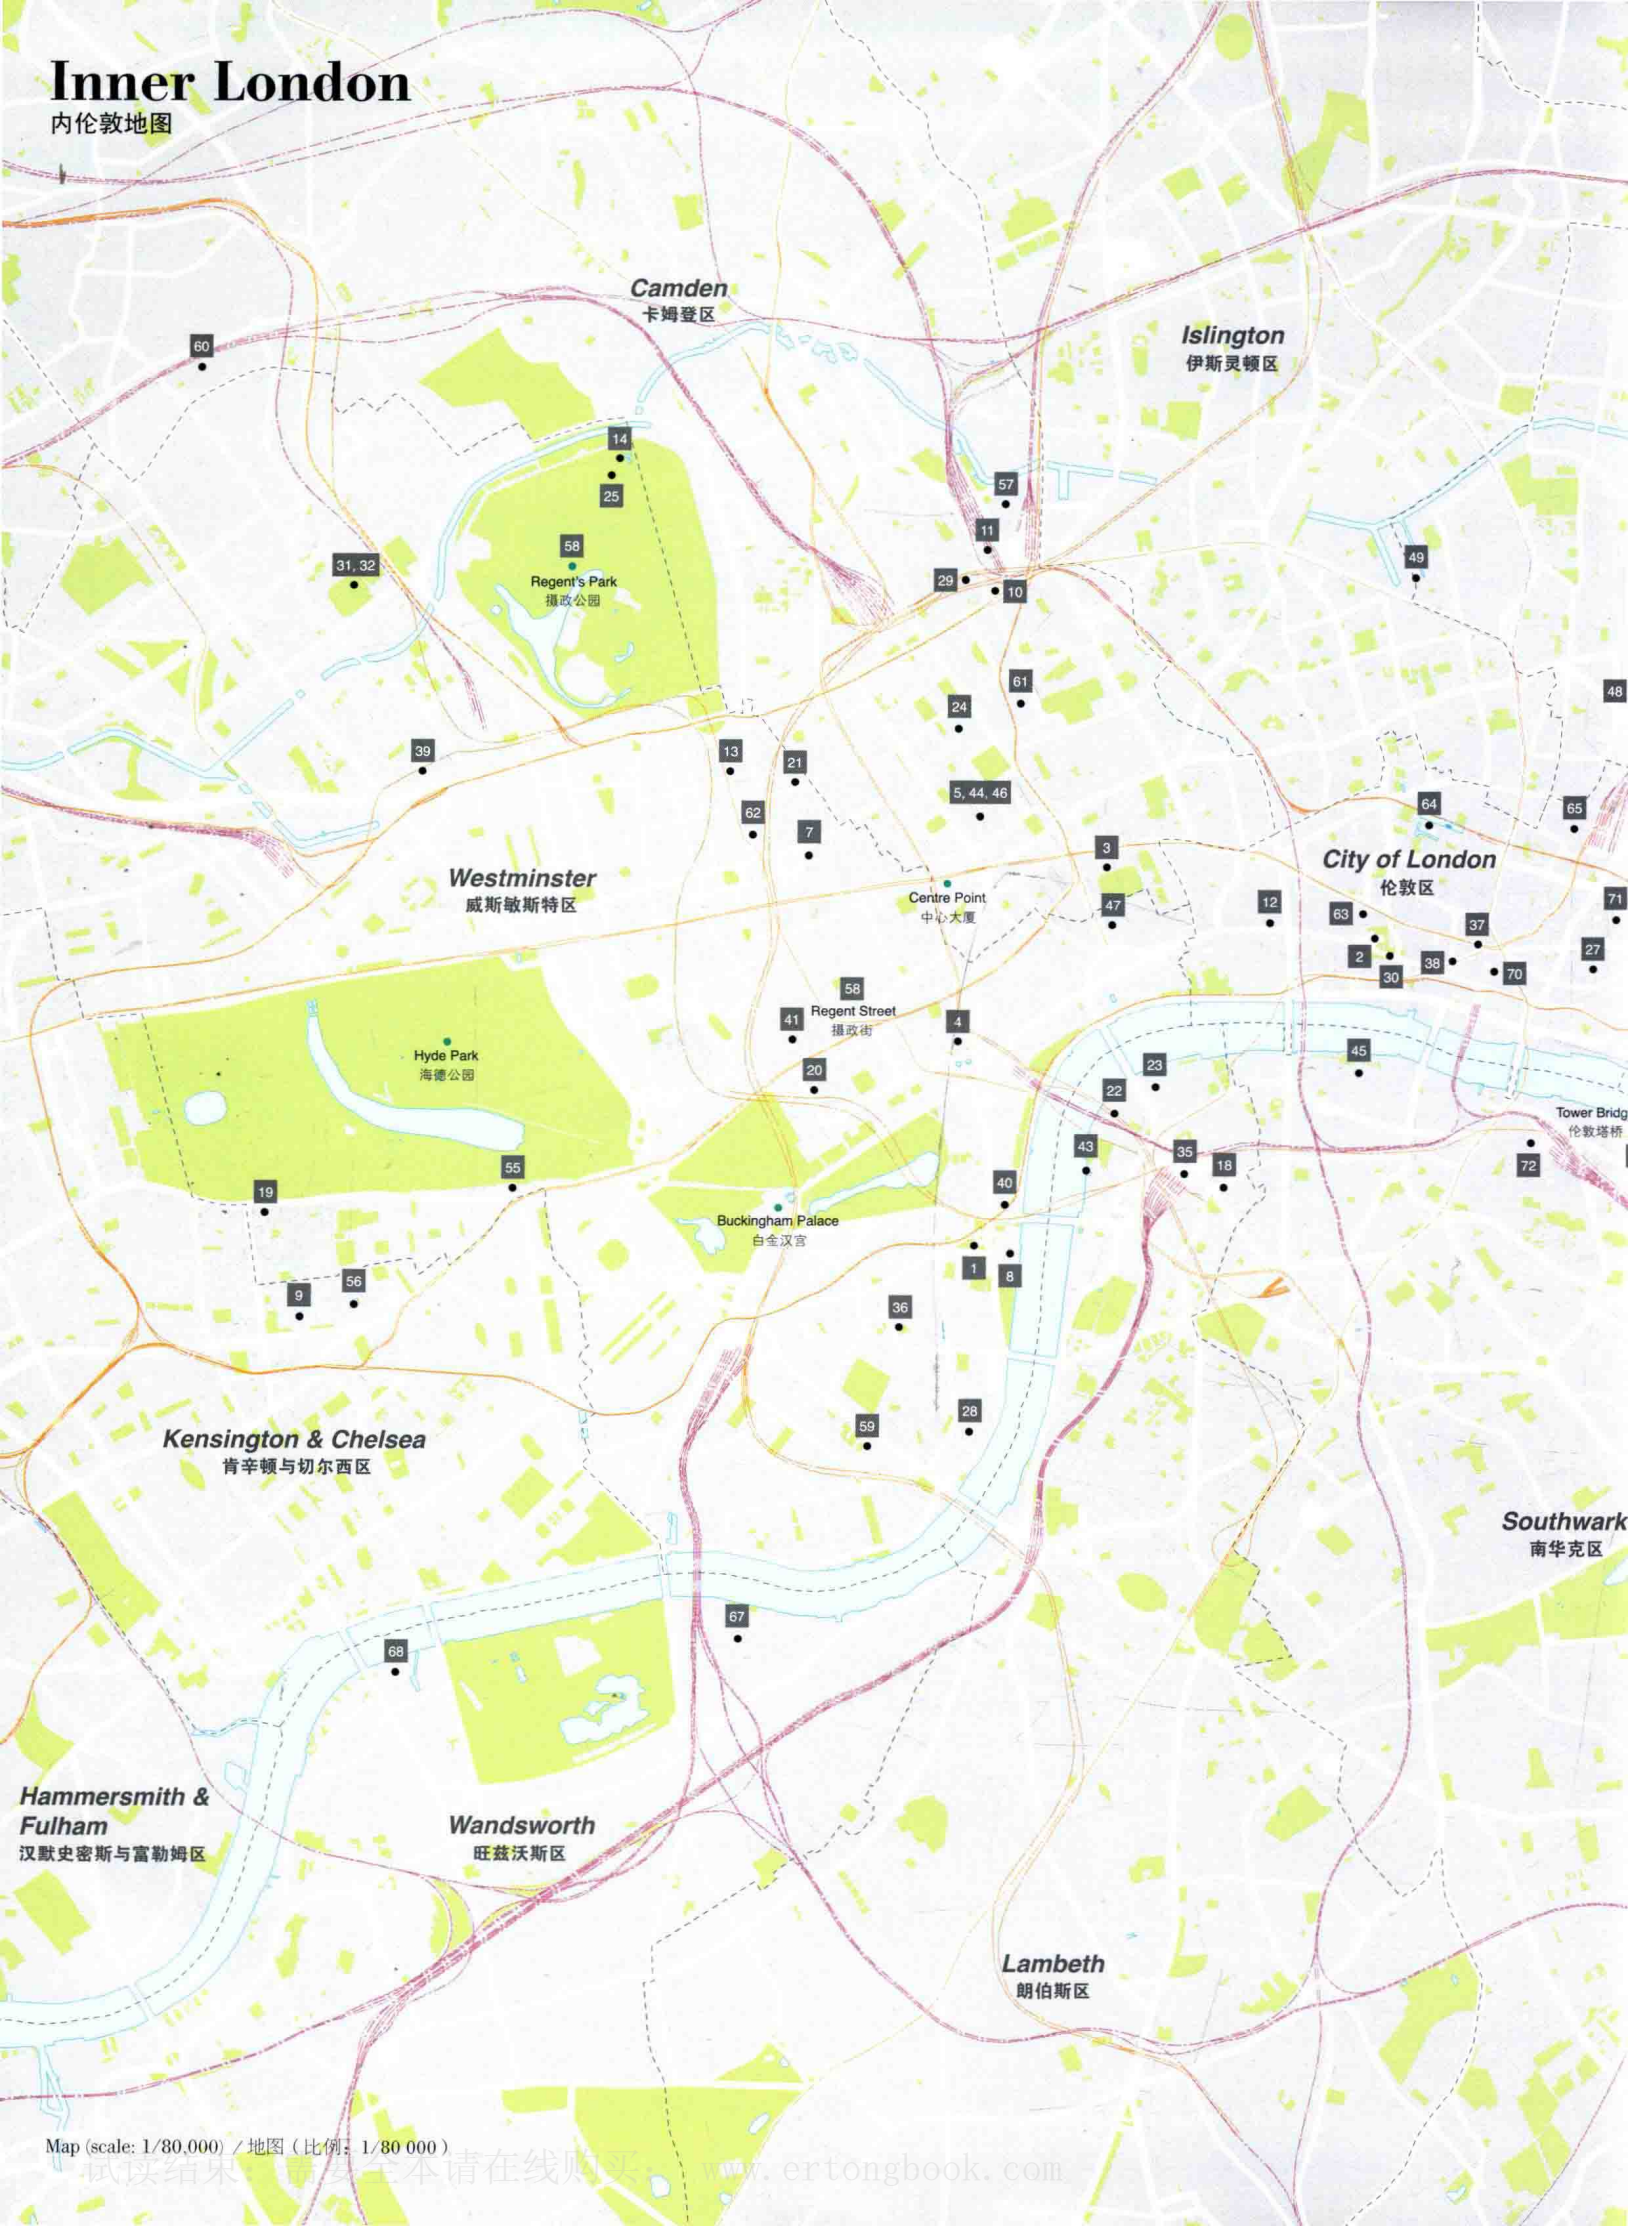 Inner London
内伦敦地图
Camden
卡姆登区
Islington
伊斯灵顿区
60
14
25
57
11
58
Regent's Park
摄政公园
31, 32
29
10
49
61
24
48
39
13
21
5, 44, 46
62
7
64
65
3
City of London
伦敦区
Westminster
威斯敏斯特区
Centre Point
中心大厦
47
12
63
71
37
2
30
38
27
70
58
Regent Street
摄政街
41
4
Hyde Park
海德公园
20
45
23
22
Tower Bridg
伦敦塔桥
43
35
18
72
55
19
40
Buckingham Palace
白金汉宫
1
8
9
56
36
28
59
Kensington & Chelsea
肯辛顿与切尔西区
Southwark
南华克区
67
68
Hammersmith &
Fulham
汉默史密斯与富勒姆区
Wandsworth
旺兹沃斯区
Lambeth
朗伯斯区
Map (scale: 1/80,000) / 地图 ( 比例: 1/80 000 )
试读结束: 需要全本请在线购买: www.ertongbook.com